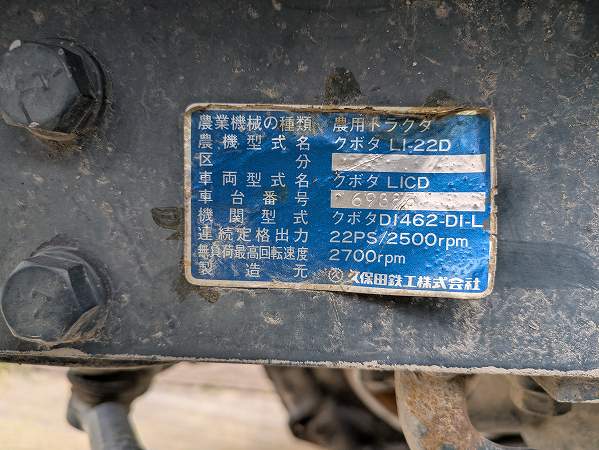 農業機械の種類 農用トラクタ
農機型式名 クボタ L1-22D
区分
車両型式名 クボタ L1CD
車台番号
機関型式 クボタD1462-DI-L
連続定格出力 22PS/2500rpm
無負荷最高回転速度 2700rpm
製造元 久保田鉄工株式会社